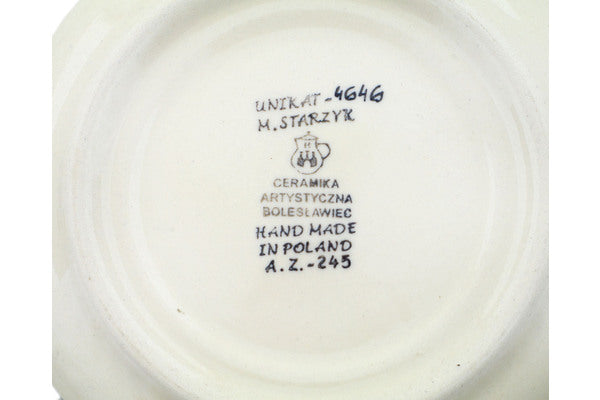 UNIKAT-4646
M. STARZYK
CERAMIKA
ARTYSTYCZNA
BOLESŁAWIEC
HAND MADE
IN POLAND
A.Z.-245